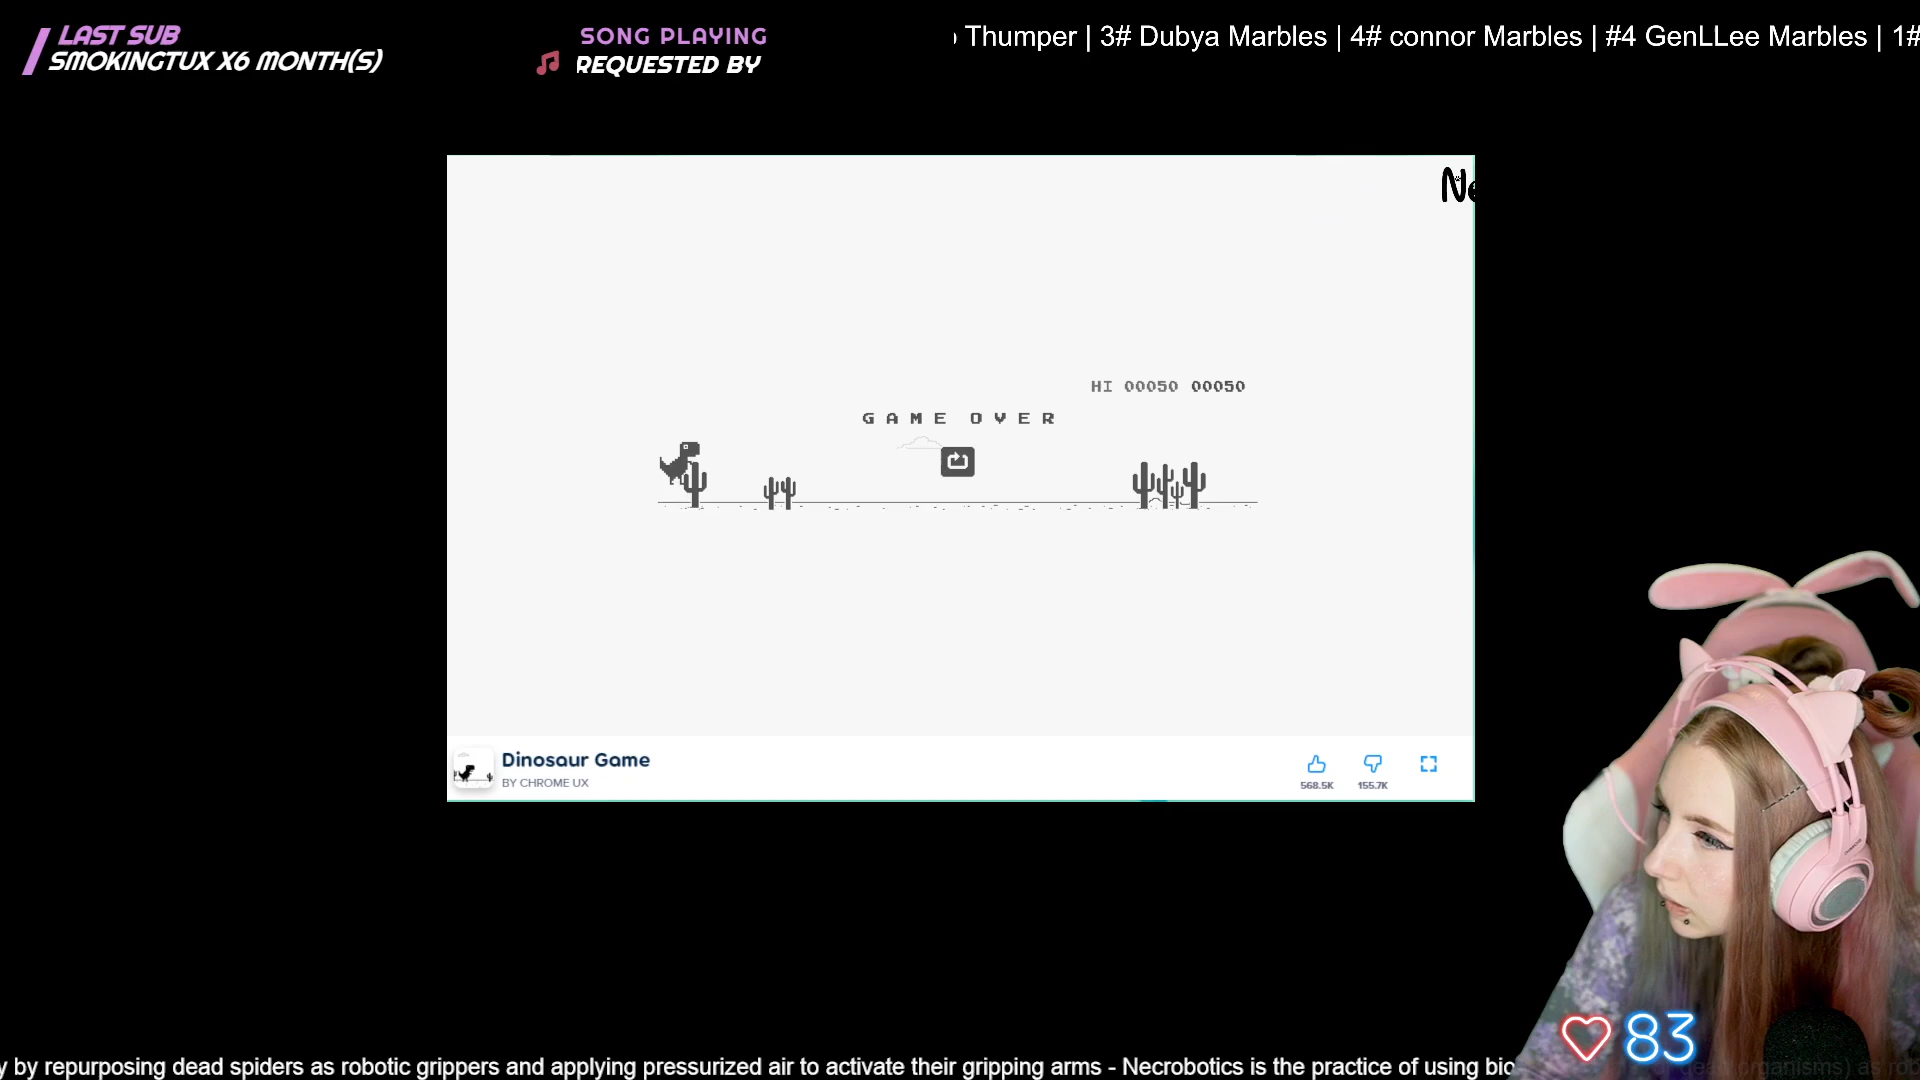 LAST SUB
SMOKINGTUX X6 MONTH(S)
SONG PLAYING
REQUESTED BY
Thumper | 3# Dubya Marbles | 4# connor Marbles | #4 GenLLee Marbles | 1#
Ne
HI 00050 00050
GAME OVER
Dinosaur Game
BY CHROME UX
568.5K
155.7K
83
y by repurposing dead spiders as robotic grippers and applying pressurized air to activate their gripping arms - Necrobotics is the practice of using bio